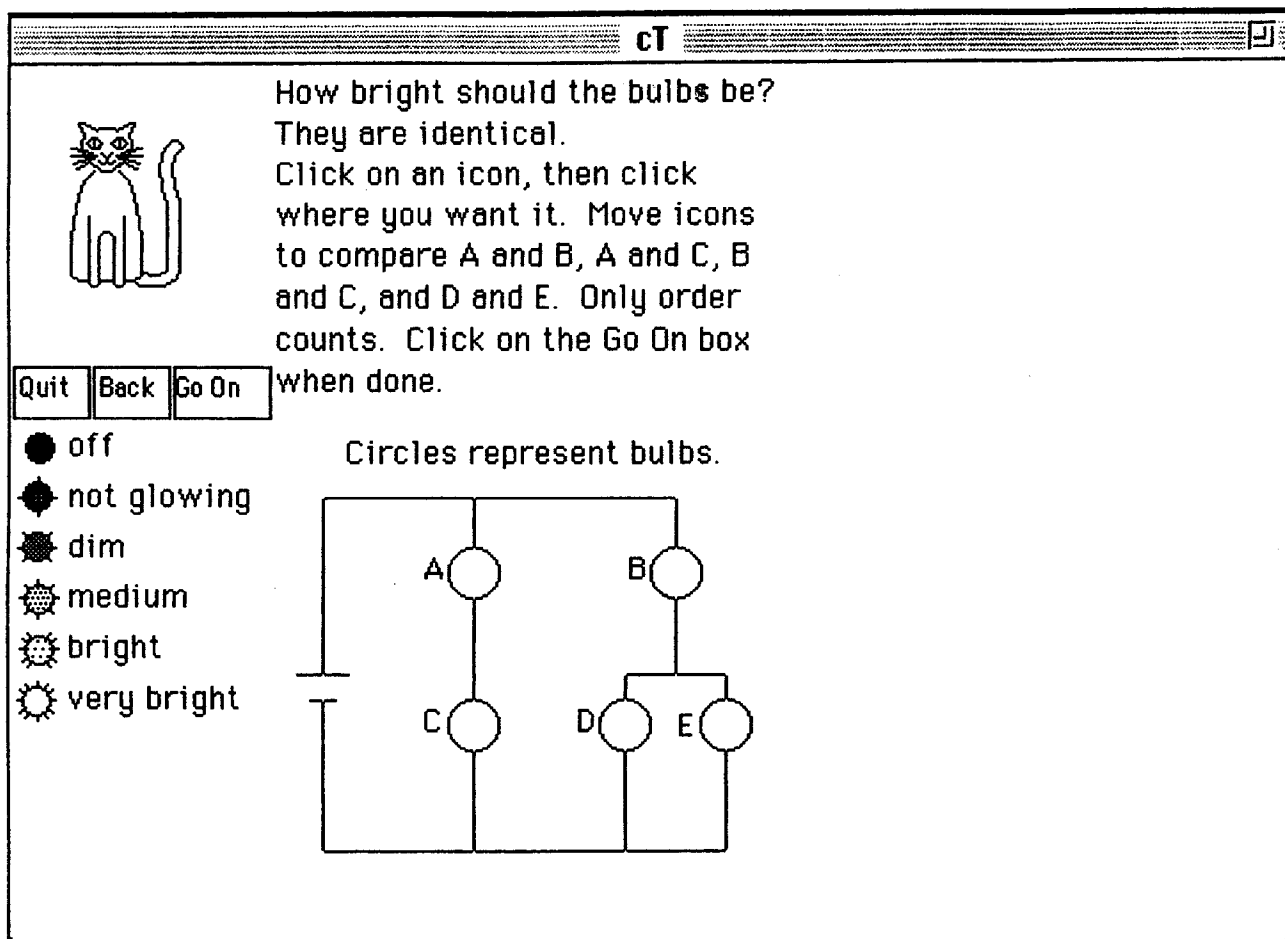 cT
How bright should the bulbs be?
They are identical.
Click on an icon, then click
where you want it. Move icons
to compare A and B, A and C, B
and C, and D and E. Only order
counts. Click on the Go On box
when done.
Quit Back Go On
off
not glowing
dim
medium
bright
very bright
Circles represent bulbs.
A B
C D E